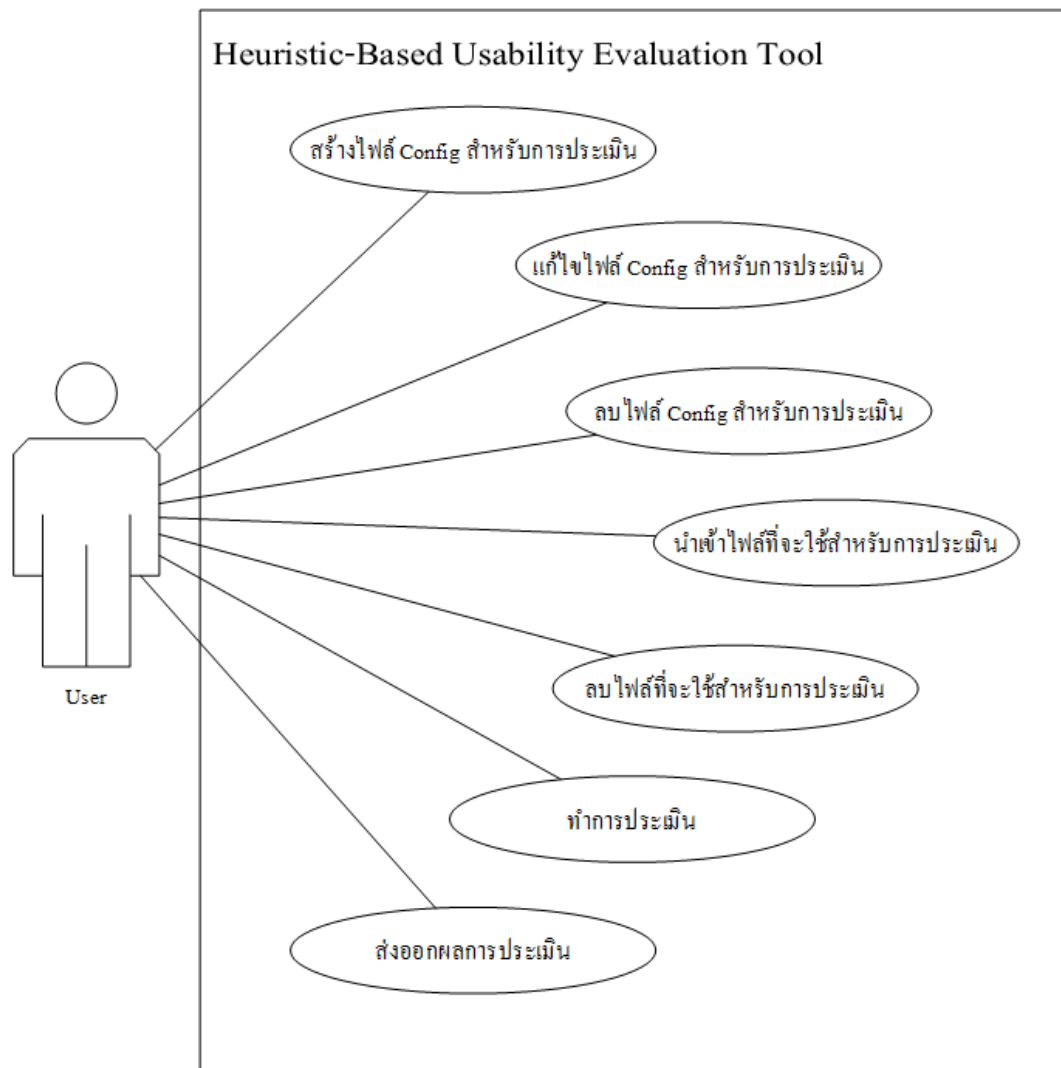 Heuristic-Based Usability Evaluation Tool
สร้างไฟล์ Config สำหรับการประเมิน
แก้ไขไฟล์ Config สำหรับการประเมิน
ลบไฟล์ Config สำหรับการประเมิน
นำเข้าไฟล์ที่จะใช้สำหรับการประเมิน
ลบไฟล์ที่จะใช้สำหรับการประเมิน
User
ทำการประเมิน
ส่งออกผลการประเมิน